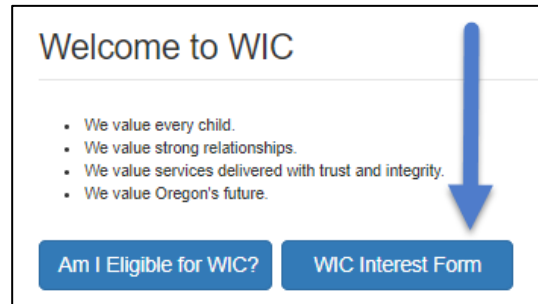 Welcome to WIC
• We value every child.
• We value strong relationships.
• We value services delivered with trust and integrity.
• We value Oregon's future.
Am I Eligible for WIC? WIC Interest Form